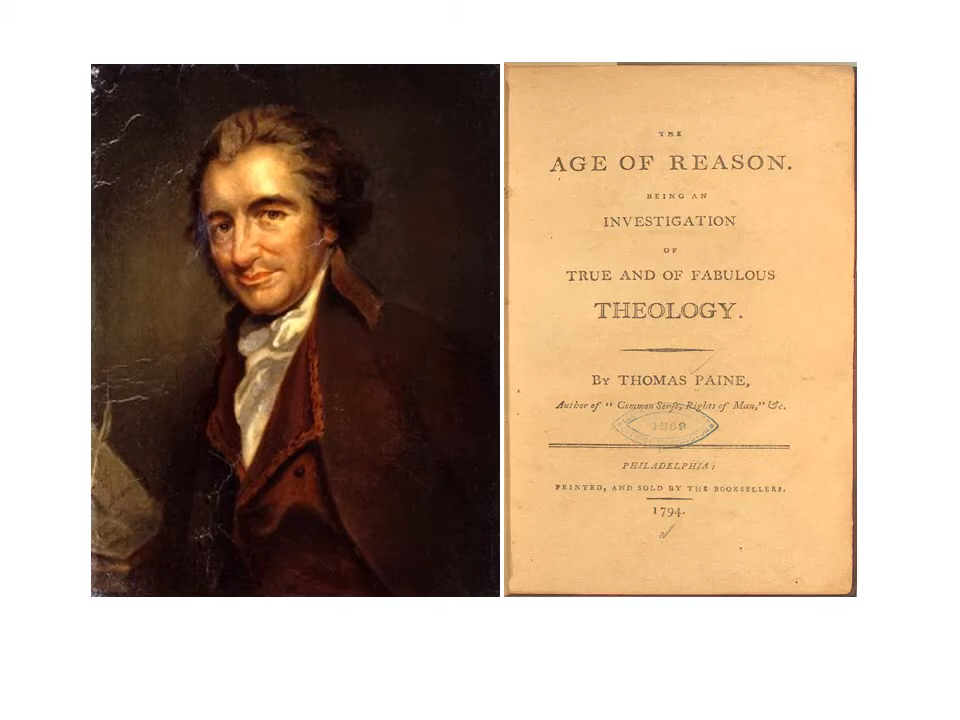 THE
AGE OF REASON.
BEING AN
INVESTIGATION
OF
TRUE AND OF FABULOUS
THEOLOGY.
BY THOMAS PAINE,
Author of " Common Sense, Rights of Man," &c.
1869
PHILADELPHIA:
PRINTED, AND SOLD BY THE BOOKSELLERS.
1794.